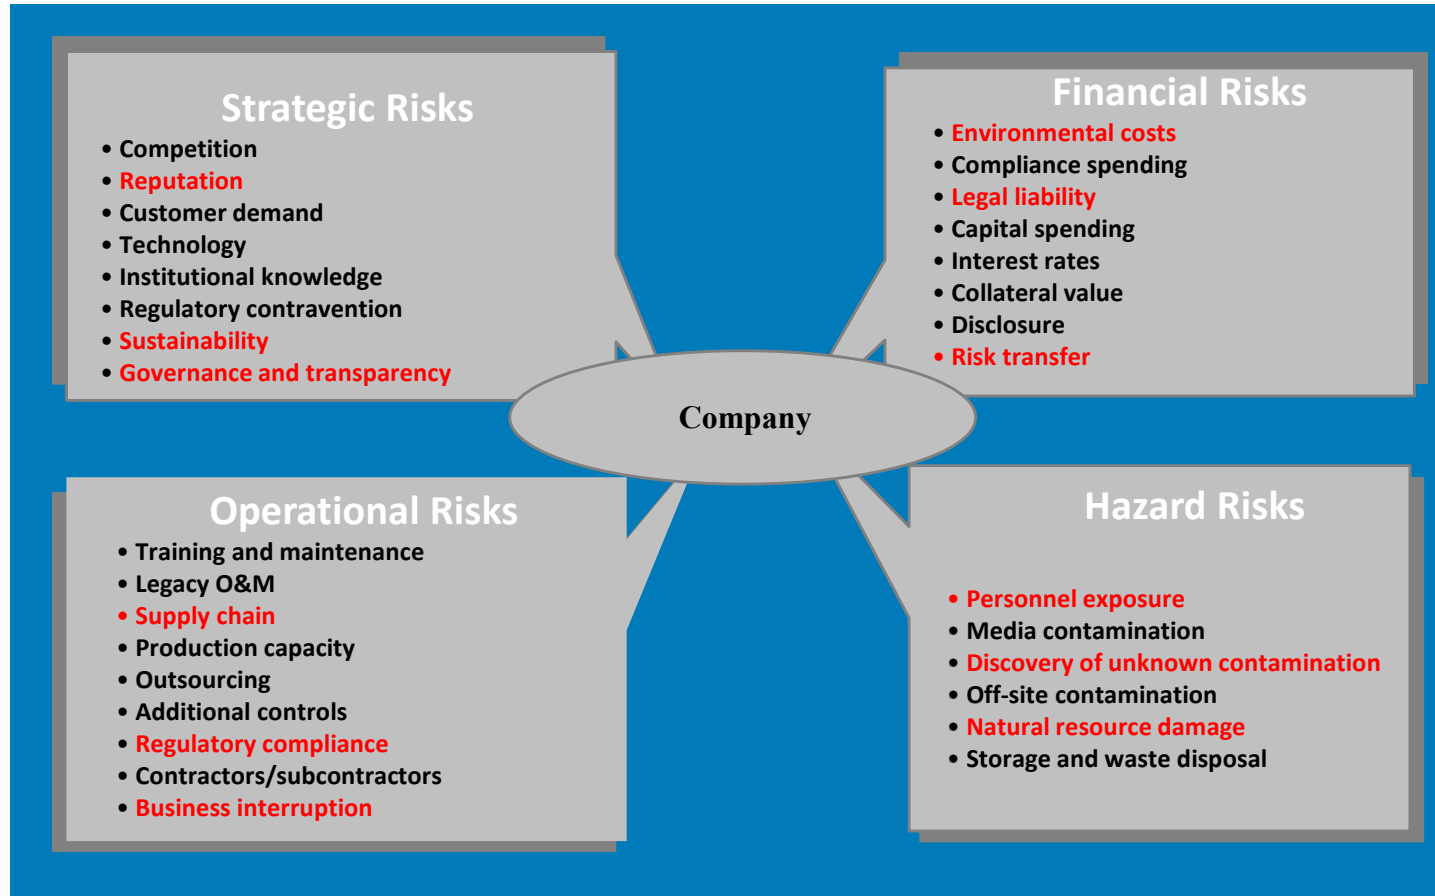 Strategic Risks
• Competition
• Reputation
• Customer demand
• Technology
• Institutional knowledge
• Regulatory contravention
• Sustainability
• Governance and transparency
Financial Risks
• Environmental costs
• Compliance spending
• Legal liability
• Capital spending
• Interest rates
• Collateral value
• Disclosure
• Risk transfer
Company
Operational Risks
• Training and maintenance
• Legacy O&M
• Supply chain
• Production capacity
• Outsourcing
• Additional controls
• Regulatory compliance
• Contractors/subcontractors
• Business interruption
Hazard Risks
• Personnel exposure
• Media contamination
• Discovery of unknown contamination
• Off-site contamination
• Natural resource damage
• Storage and waste disposal